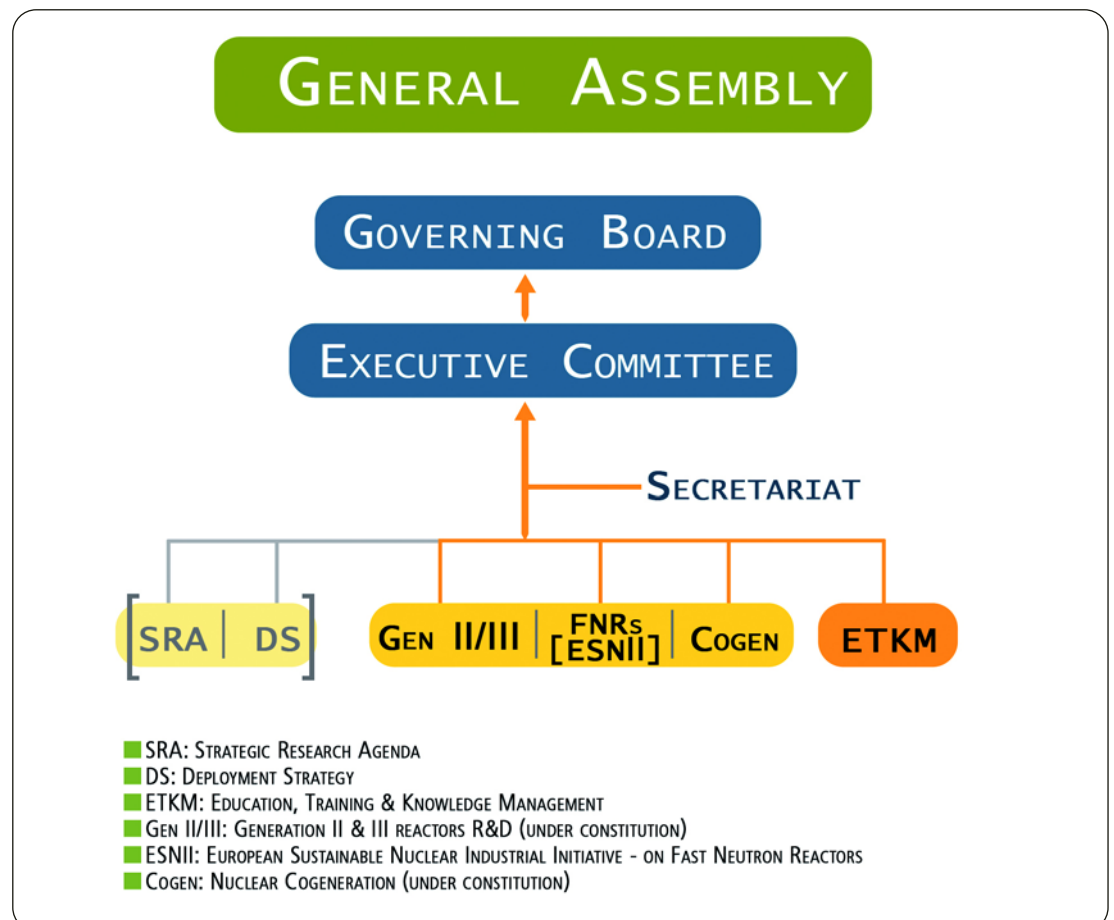 GENERAL ASSEMBLY
GOVERNING BOARD
EXECUTIVE COMMITTEE
SECRETARIAT
[SRA | DS]
GEN II/III | FNRS [ESNII] | COGEN
ETKM
SRA: STRATEGIC RESEARCH AGENDA
DS: DEPLOYMENT STRATEGY
ETKM: EDUCATION, TRAINING & KNOWLEDGE MANAGEMENT
GEN II/III: GENERATION II & III REACTORS R&D (UNDER CONSTITUTION)
ESNII: EUROPEAN SUSTAINABLE NUCLEAR INDUSTRIAL INITIATIVE - ON FAST NEUTRON REACTORS
COGEN: NUCLEAR COGENERATION (UNDER CONSTITUTION)